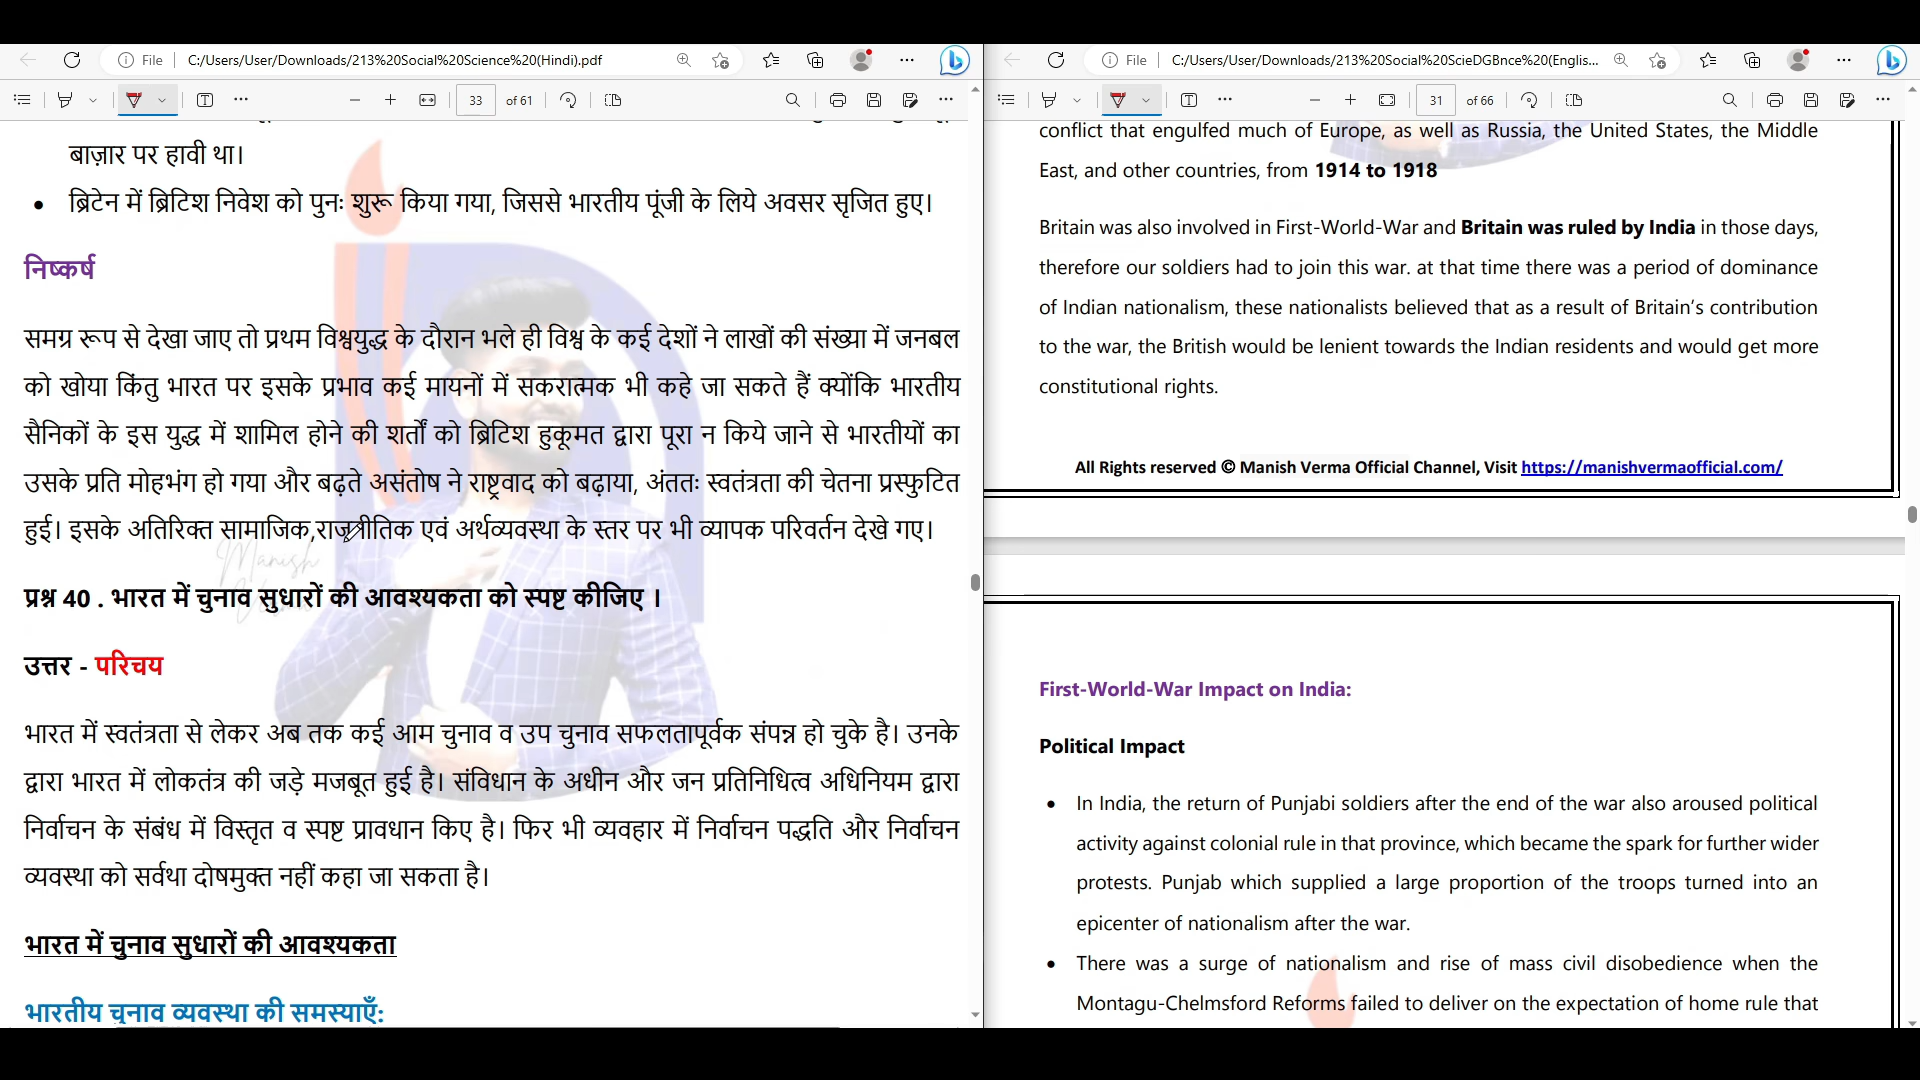 File
C:/Users/User/Downloads/213%20Social%20Science%20(Hindi).pdf
33 of 61
बाज़ार पर हावी था।
• ब्रिटेन में ब्रिटिश निवेश को पुनः शुरू किया गया, जिससे भारतीय पूंजी के लिये अवसर सृजित हुए।
निष्कर्ष
समग्र रूप से देखा जाए तो प्रथम विश्वयुद्ध के दौरान भले ही विश्व के कई देशों ने लाखों की संख्या में जनबल
को खोया किंतु भारत पर इसके प्रभाव कई मायनों में सकरात्मक भी कहे जा सकते हैं क्योंकि भारतीय
सैनिकों के इस युद्ध में शामिल होने की शर्तों को ब्रिटिश हुकूमत द्वारा पूरा न किये जाने से भारतीयों का
उसके प्रति मोहभंग हो गया और बढ़ते असंतोष ने राष्ट्रवाद को बढ़ाया, अंततः स्वतंत्रता की चेतना प्रस्फुटित
हुई। इसके अतिरिक्त सामाजिक,राजनीतिक एवं अर्थव्यवस्था के स्तर पर भी व्यापक परिवर्तन देखे गए।
Manish
प्रश्न 40 . भारत में चुनाव सुधारों की आवश्यकता को स्पष्ट कीजिए ।
उत्तर - परिचय
भारत में स्वतंत्रता से लेकर अब तक कई आम चुनाव व उप चुनाव सफलतापूर्वक संपन्न हो चुके है। उनके
द्वारा भारत में लोकतंत्र की जड़े मजबूत हुई है। संविधान के अधीन और जन प्रतिनिधित्व अधिनियम द्वारा
निर्वाचन के संबंध में विस्तृत व स्पष्ट प्रावधान किए है। फिर भी व्यवहार में निर्वाचन पद्धति और निर्वाचन
व्यवस्था को सर्वथा दोषमुक्त नहीं कहा जा सकता है।
भारत में चुनाव सुधारों की आवश्यकता
भारतीय चुनाव व्यवस्था की समस्याएँ:
File
C:/Users/User/Downloads/213%20Social%20ScieDGBnce%20(Englis...
31 of 66
conflict that engulfed much of Europe, as well as Russia, the United States, the Middle
East, and other countries, from 1914 to 1918
Britain was also involved in First-World-War and Britain was ruled by India in those days,
therefore our soldiers had to join this war. at that time there was a period of dominance
of Indian nationalism, these nationalists believed that as a result of Britain's contribution
to the war, the British would be lenient towards the Indian residents and would get more
constitutional rights.
All Rights reserved © Manish Verma Official Channel, Visit https://manishvermaofficial.com/
First-World-War Impact on India:
Political Impact
• In India, the return of Punjabi soldiers after the end of the war also aroused political
activity against colonial rule in that province, which became the spark for further wider
protests. Punjab which supplied a large proportion of the troops turned into an
epicenter of nationalism after the war.
• There was a surge of nationalism and rise of mass civil disobedience when the
Montagu-Chelmsford Reforms failed to deliver on the expectation of home rule that